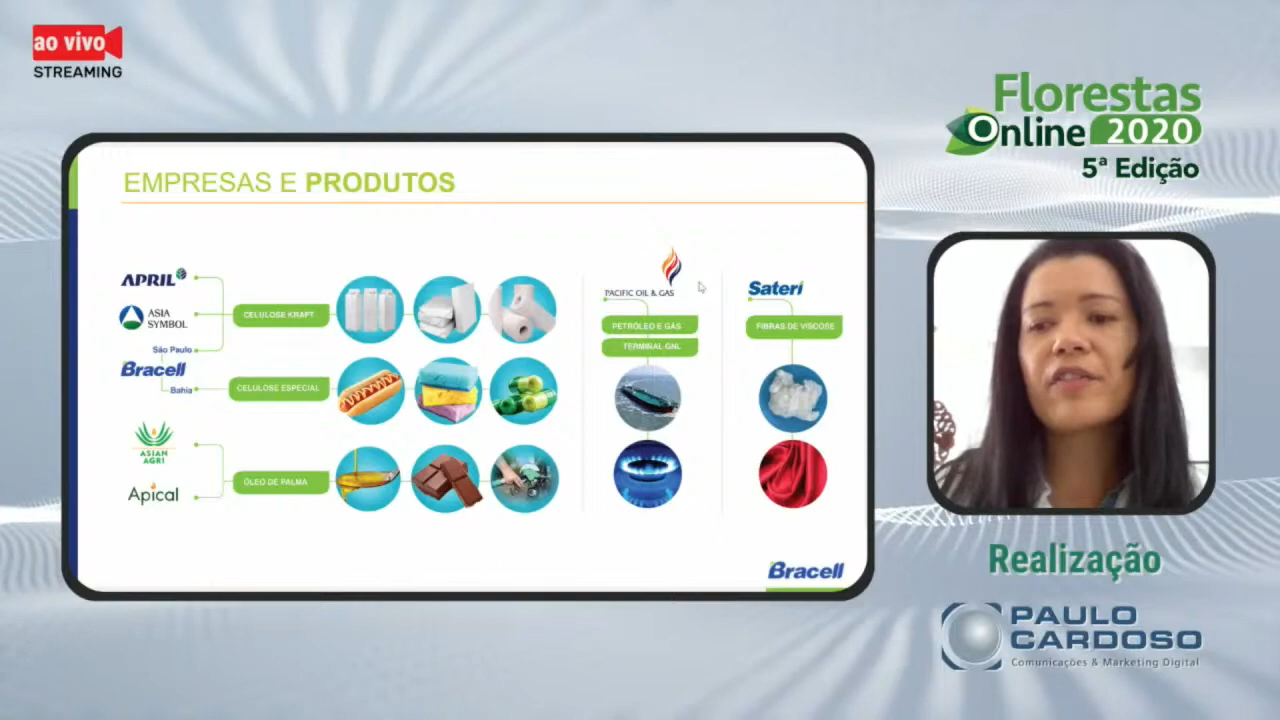 ao vivo
STREAMING
Florestas
Online 2020
5ª Edição
EMPRESAS E PRODUTOS
APRIL
ASIA
SYMBOL
São Paulo
Bracell
Bahia
ASIAN
AGRI
Apical
CELULOSE KRAFT
CELULOSE ESPECIAL
ÓLEO DE PALMA
PACIFIC OIL & GAS
PETRÓLEO E GÁS
TERMINAL GNL
Sateri
FIBRAS DE VISCOSE
Bracell
Realização
PAULO
CARDOSO
Comunicações & Marketing Digital